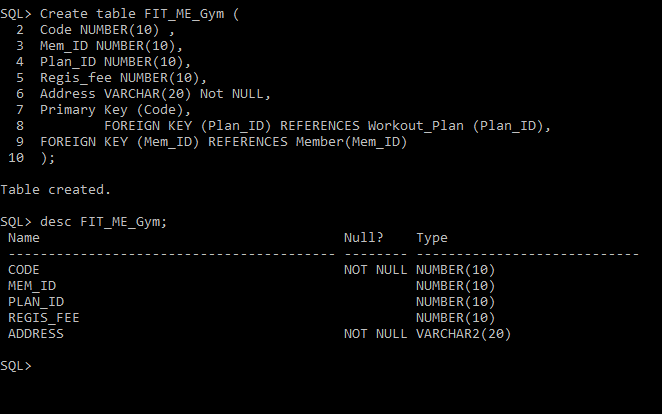 SQL> Create table FIT_ME_Gym (
  2  Code NUMBER(10) ,
  3  Mem_ID NUMBER(10),
  4  Plan_ID NUMBER(10),
  5  Regis_fee NUMBER(10),
  6  Address VARCHAR(20) Not NULL,
  7  Primary Key (Code),
  8          FOREIGN KEY (Plan_ID) REFERENCES Workout_Plan (Plan_ID),
  9  FOREIGN KEY (Mem_ID) REFERENCES Member(Mem_ID)
 10  );
Table created.
SQL> desc FIT_ME_Gym;
 Name                                      Null?    Type
 ----------------------------------------- -------- ----------------------------
 CODE                                      NOT NULL NUMBER(10)
 MEM_ID                                             NUMBER(10)
 PLAN_ID                                            NUMBER(10)
 REGIS_FEE                                          NUMBER(10)
 ADDRESS                                   NOT NULL VARCHAR2(20)
SQL>